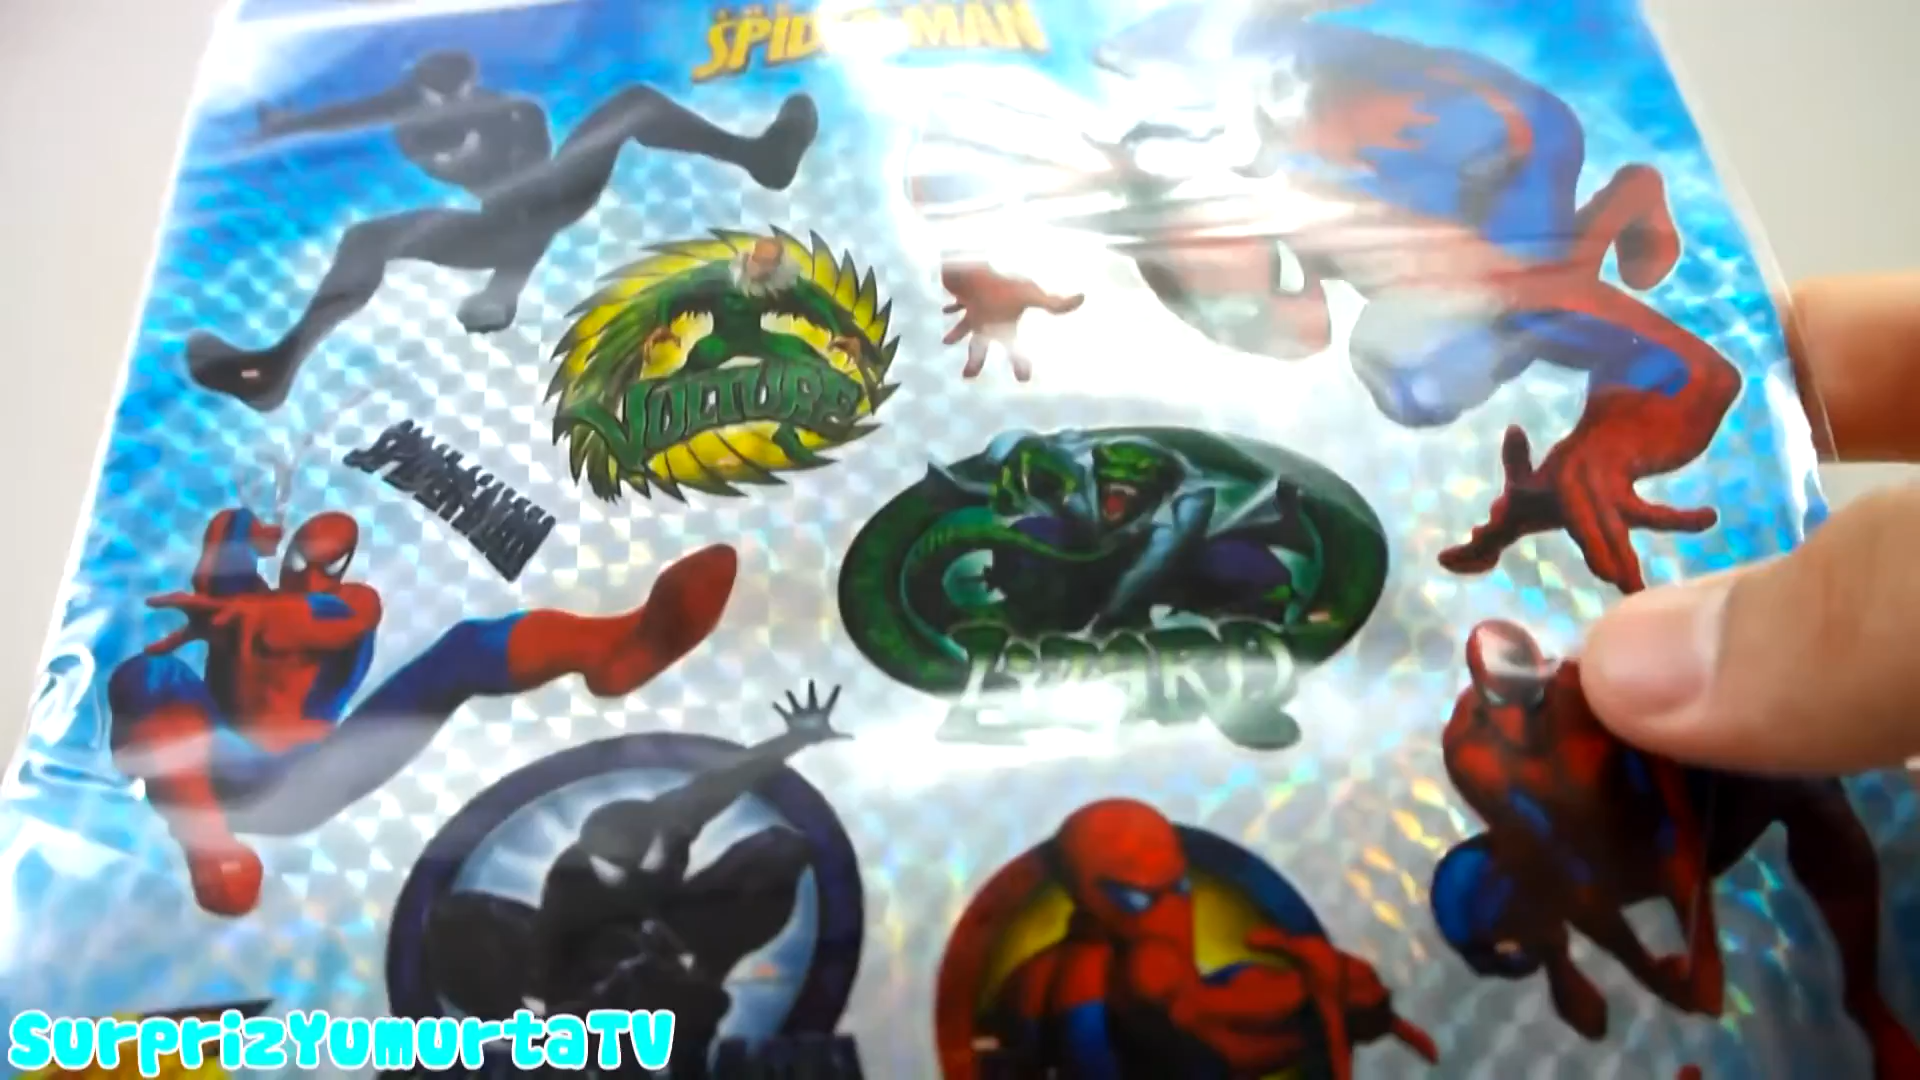 SPIDER-MAN
VULTURE
SPIDER-MAN
LIZARD
SurprizYumurtaTV